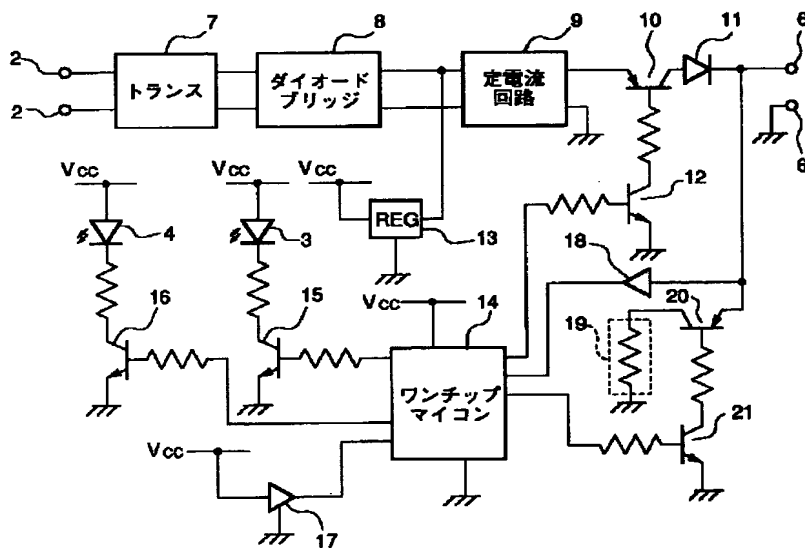 7
8
9
10
11
6
2
トランス
ダイオード
ブリッジ
定電流
回路
2
6
Vcc
Vcc
Vcc
12
4
3
REG
13
18
16
15
Vcc
14
20
19
ワンチップ
マイコン
21
Vcc
17